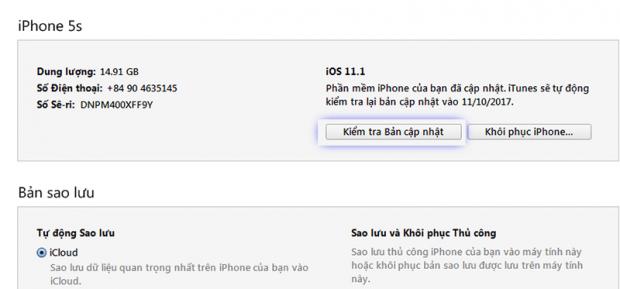 iPhone 5s
Dung lượng: 14.91 GB
Số Điện thoại: +84 90 4635145
Số Sê-ri: DNPM400XFF9Y
iOS 11.1
Phần mềm iPhone của bạn đã cập nhật. iTunes sẽ tự động
kiểm tra lại bản cập nhật vào 11/10/2017.
Kiểm tra Bản cập nhật
Khôi phục iPhone...
Bản sao lưu
Tự động Sao lưu
iCloud
Sao lưu dữ liệu quan trọng nhất trên iPhone của bạn vào
iCloud.
Sao lưu và Khôi phục Thủ công
Sao lưu thủ công iPhone của bạn vào máy tính này
hoặc khôi phục bản sao lưu được lưu trên máy tính
này.